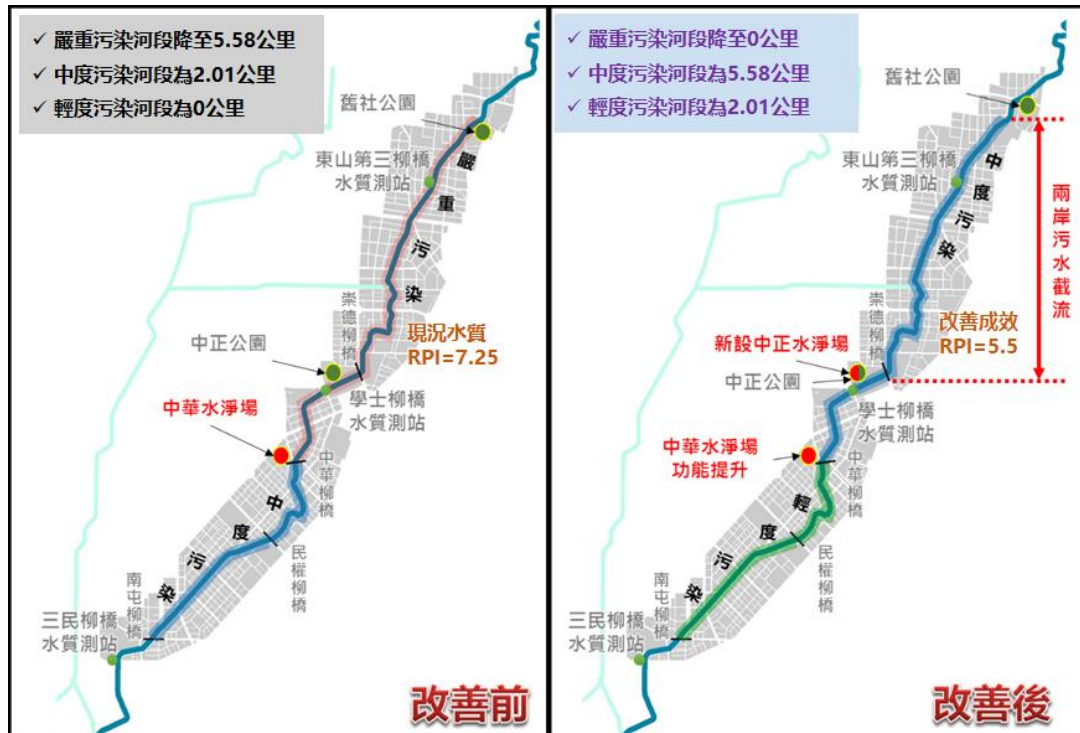 ✓ 嚴重污染河段降至5.58公里
✓ 中度污染河段為2.01公里
✓ 輕度污染河段為0公里
舊社公園
東山第三柳橋
水質測站
嚴重污染
崇德柳橋
現況水質
RPI=7.25
中正公園
學士柳橋
水質測站
中華水淨場
中華柳橋
中度污染
民權柳橋
南屯柳橋
三民柳橋
水質測站
改善前
✓ 嚴重污染河段降至0公里
✓ 中度污染河段為5.58公里
✓ 輕度污染河段為2.01公里
舊社公園
東山第三柳橋
水質測站
中度污染
兩岸污水截流
崇德柳橋
改善成效
RPI=5.5
新設中正水淨場
中正公園
學士柳橋
水質測站
中華水淨場
功能提升
中華柳橋
輕度污染
民權柳橋
南屯柳橋
三民柳橋
水質測站
改善後